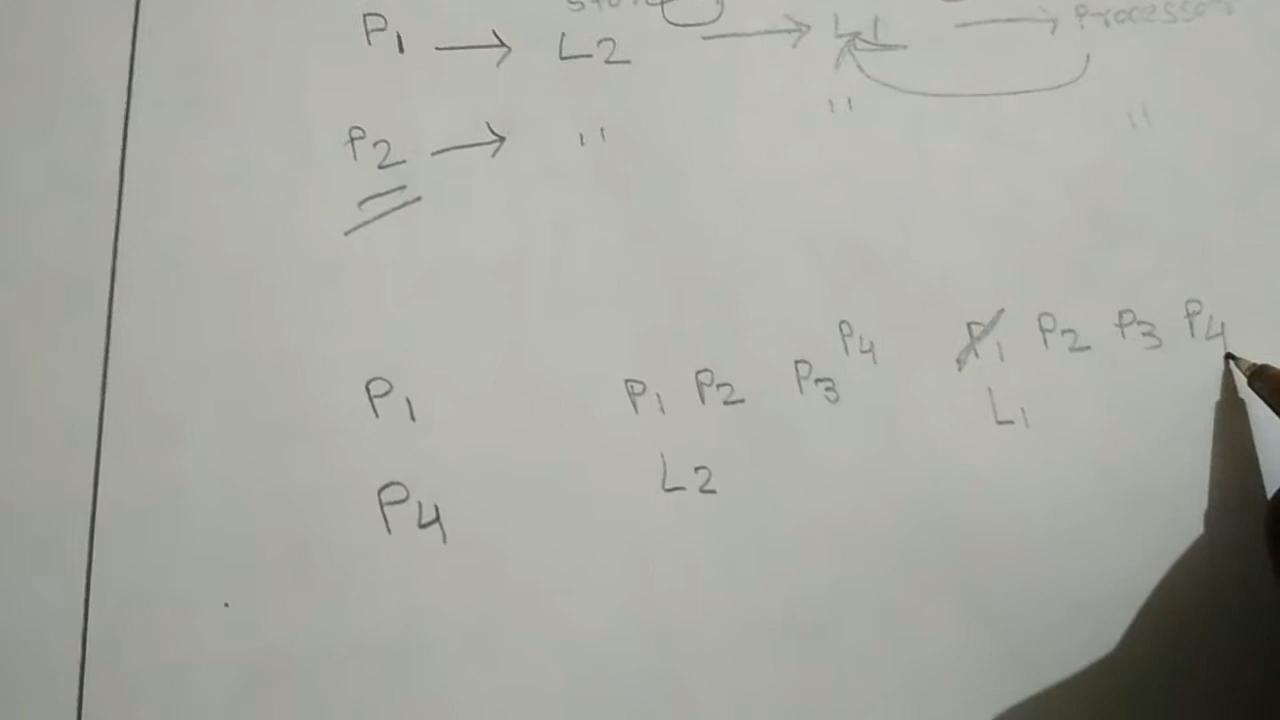 P1 → L2 → L1 → Processor
P2 → " " "
P1 P1 P2 P3 P4 P1 P2 P3 P4
P4 L2 L1